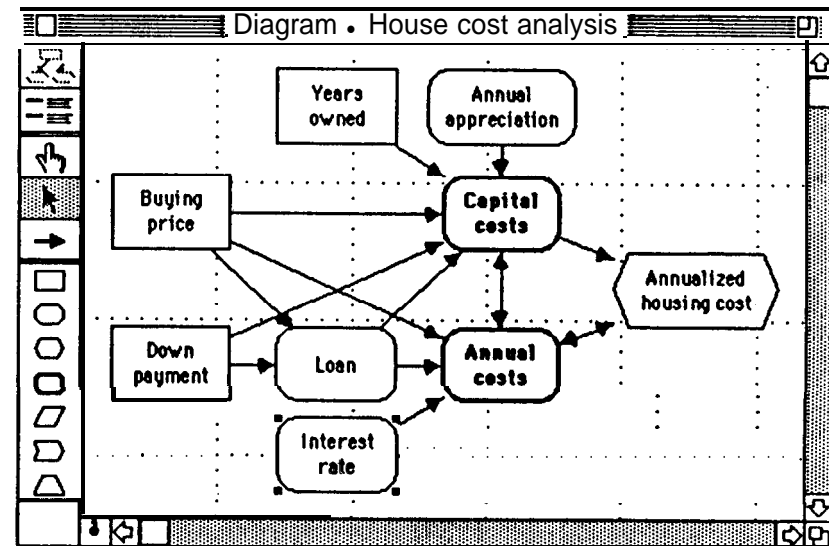 Diagram • House cost analysis
Years
owned
Annual
appreciation
Buying
price
Capital
costs
Annualized
housing cost
Down
payment
Loan
Annual
costs
Interest
rate